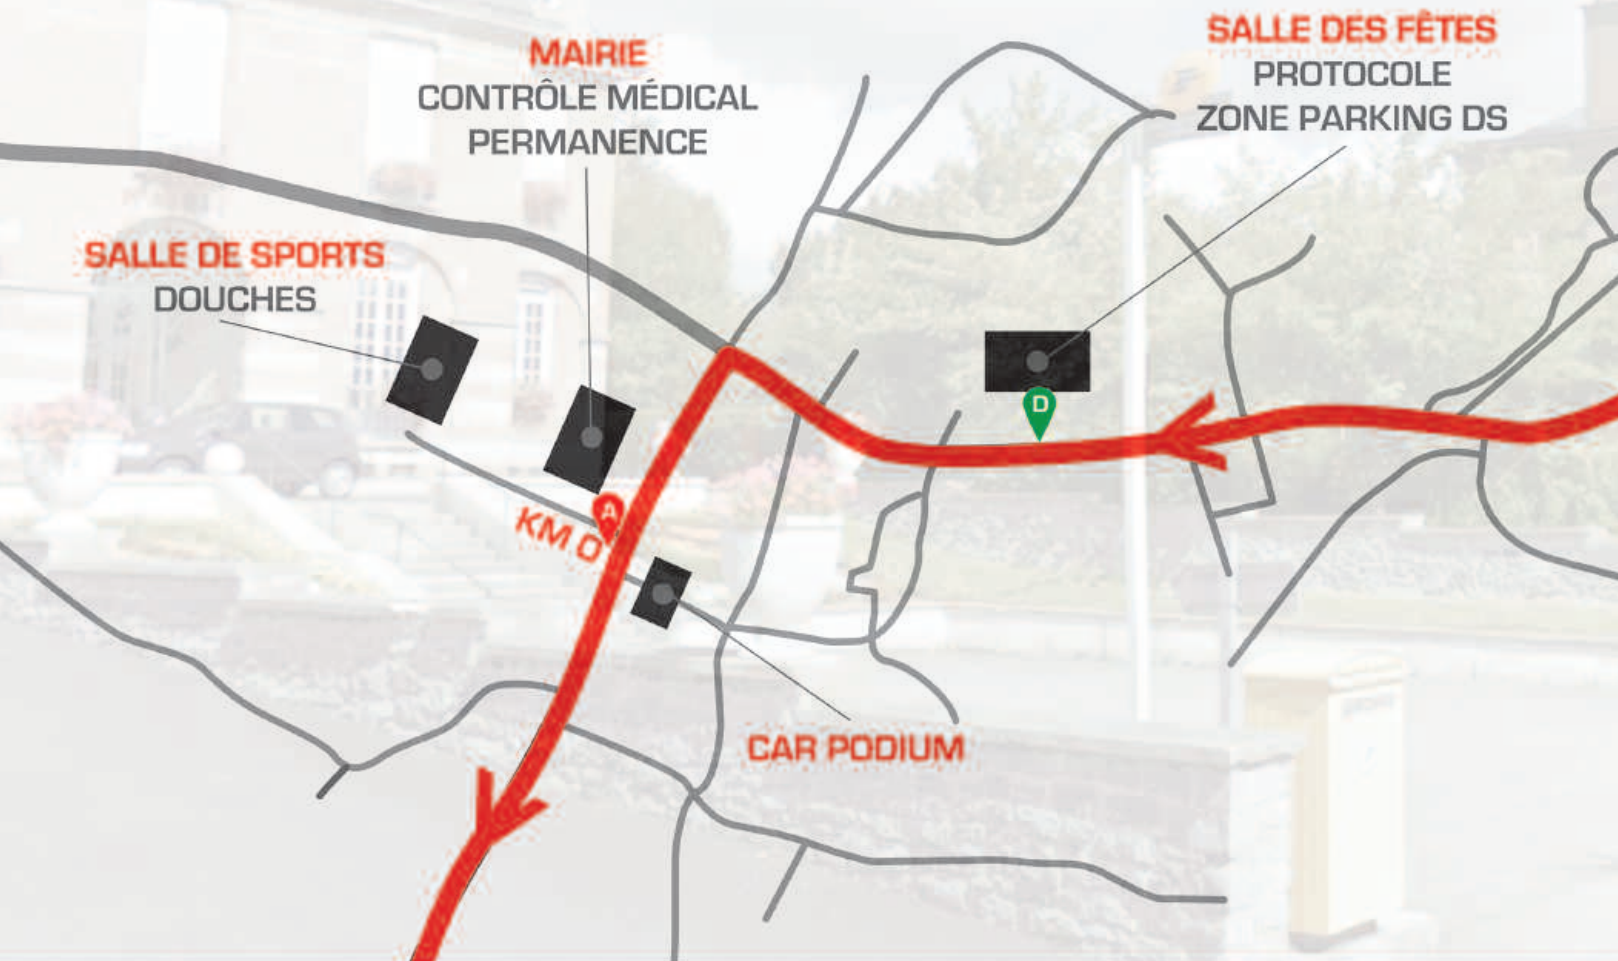 SALLE DES FÊTES
PROTOCOLE
ZONE PARKING DS
MAIRIE
CONTRÔLE MÉDICAL
PERMANENCE
SALLE DE SPORTS
DOUCHES
D
A
KM 0
CAR PODIUM